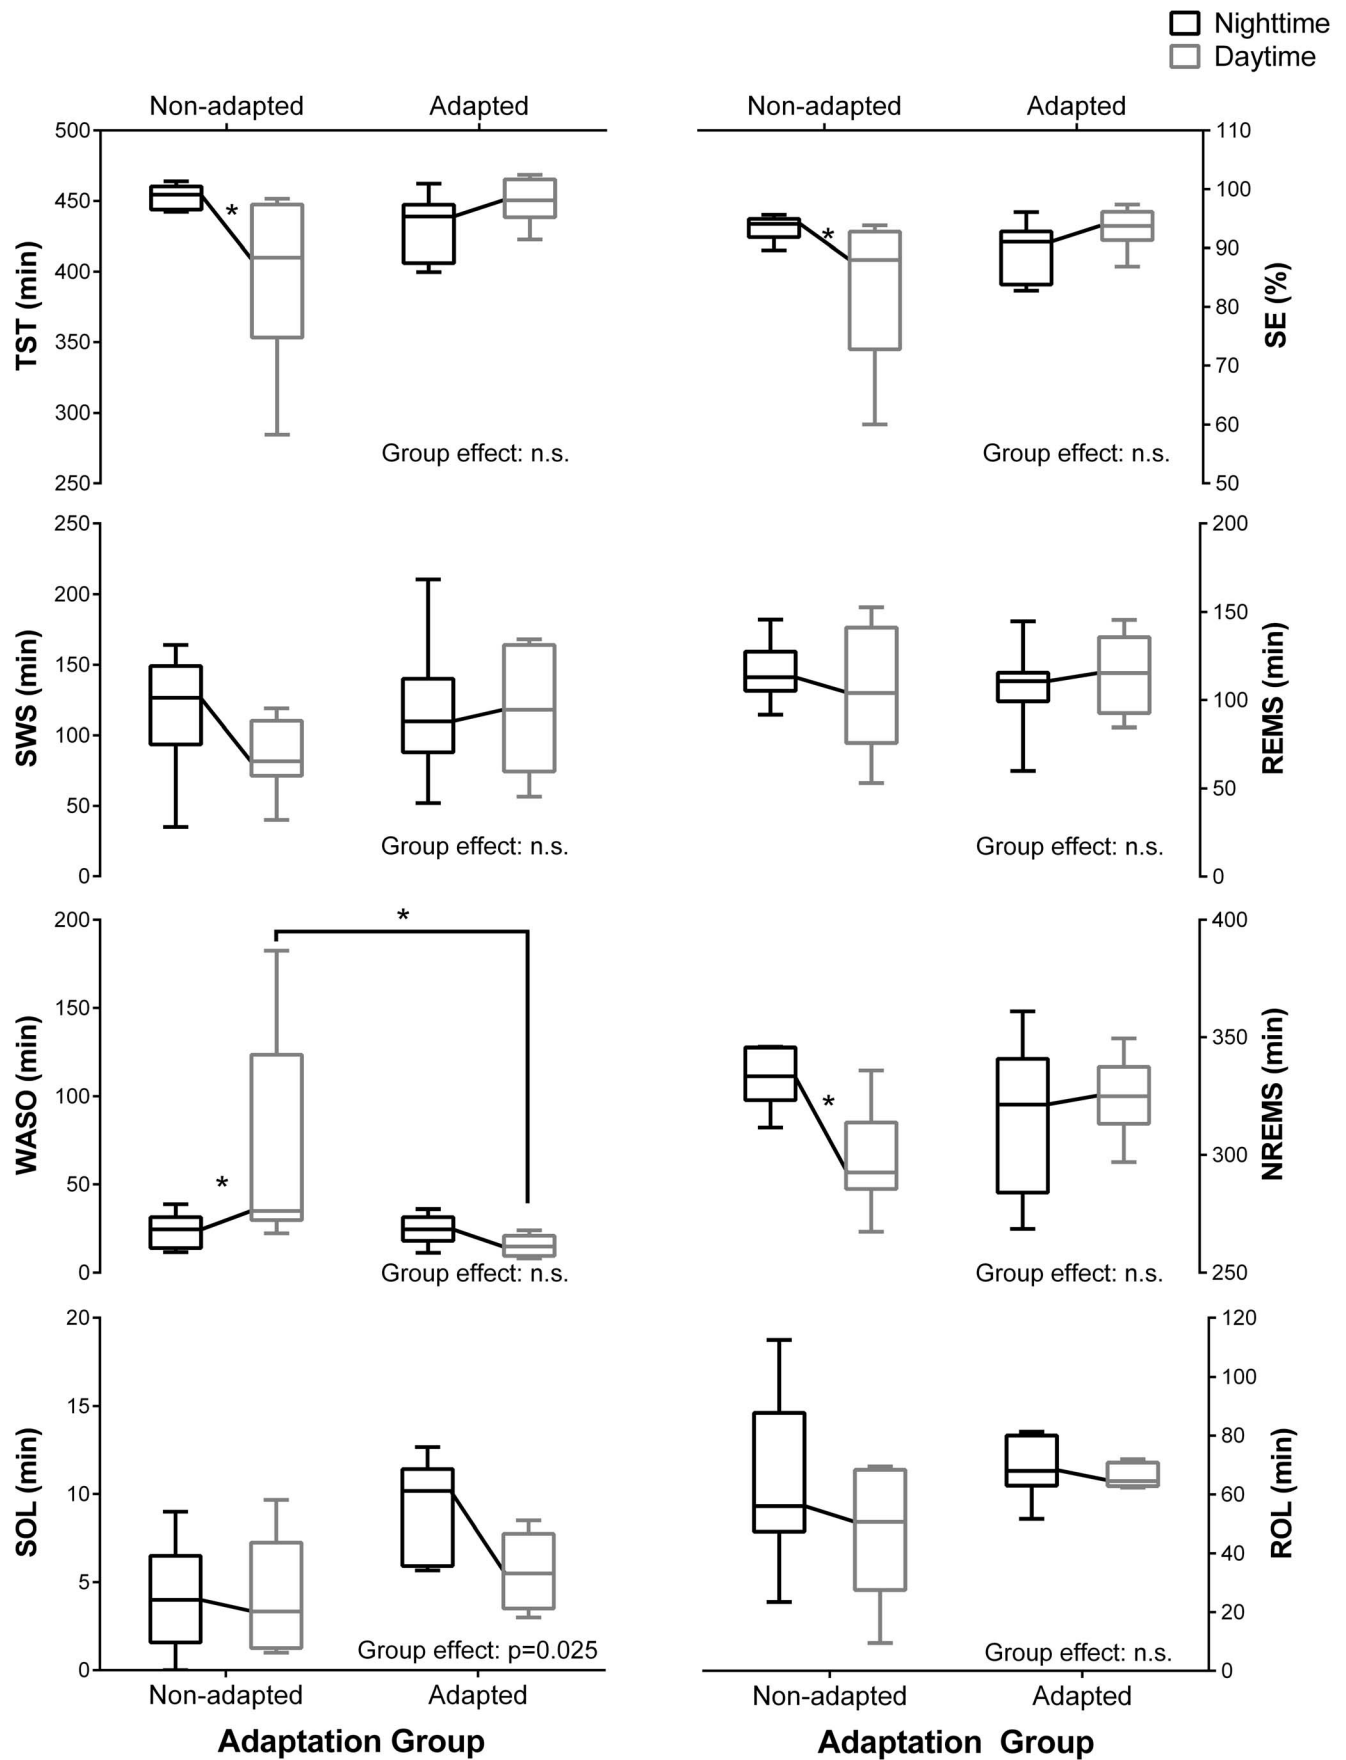 Nighttime
Daytime
Non-adapted Adapted
Non-adapted Adapted
500
450
400
350
300
250
TST (min)
*
Group effect: n.s.
110
100
90
80
70
60
50
SE (%)
*
Group effect: n.s.
250
200
150
100
50
0
SWS (min)
Group effect: n.s.
200
150
100
50
0
REMS (min)
Group effect: n.s.
200
150
100
50
0
WASO (min)
*
*
Group effect: n.s.
400
350
300
250
NREMS (min)
*
Group effect: n.s.
20
15
10
5
0
SOL (min)
Group effect: p=0.025
Non-adapted Adapted
Adaptation Group
120
100
80
60
40
20
0
ROL (min)
Group effect: n.s.
Non-adapted Adapted
Adaptation Group